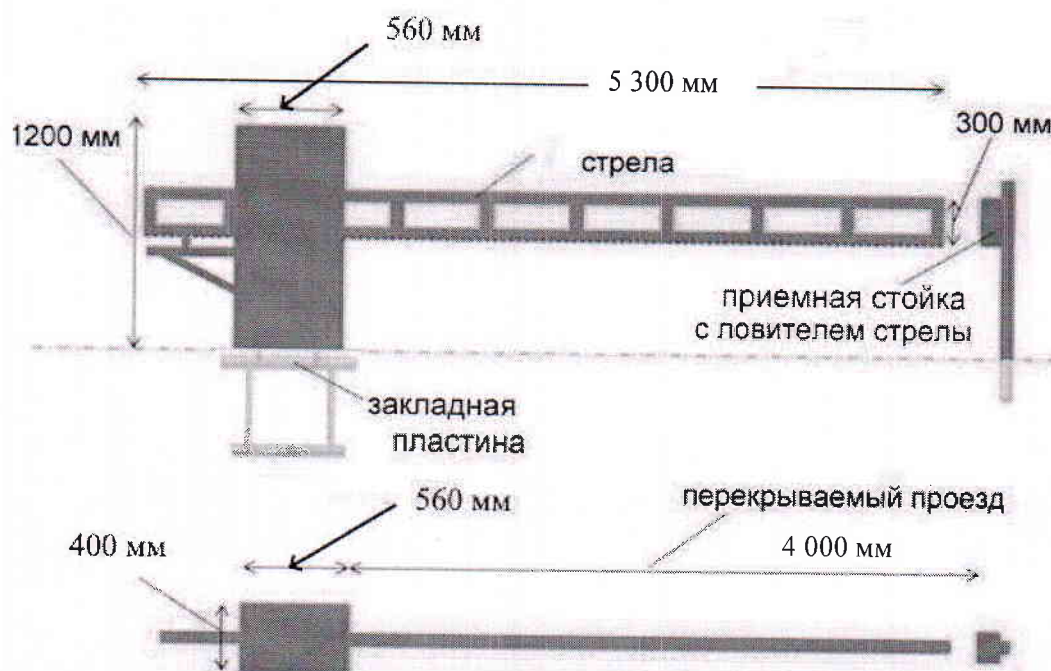 560 мм
5 300 мм
1200 мм
300 мм
стрела
приемная стойка
с ловителем стрелы
закладная
пластина
560 мм
перекрываемый проезд
400 мм
4 000 мм